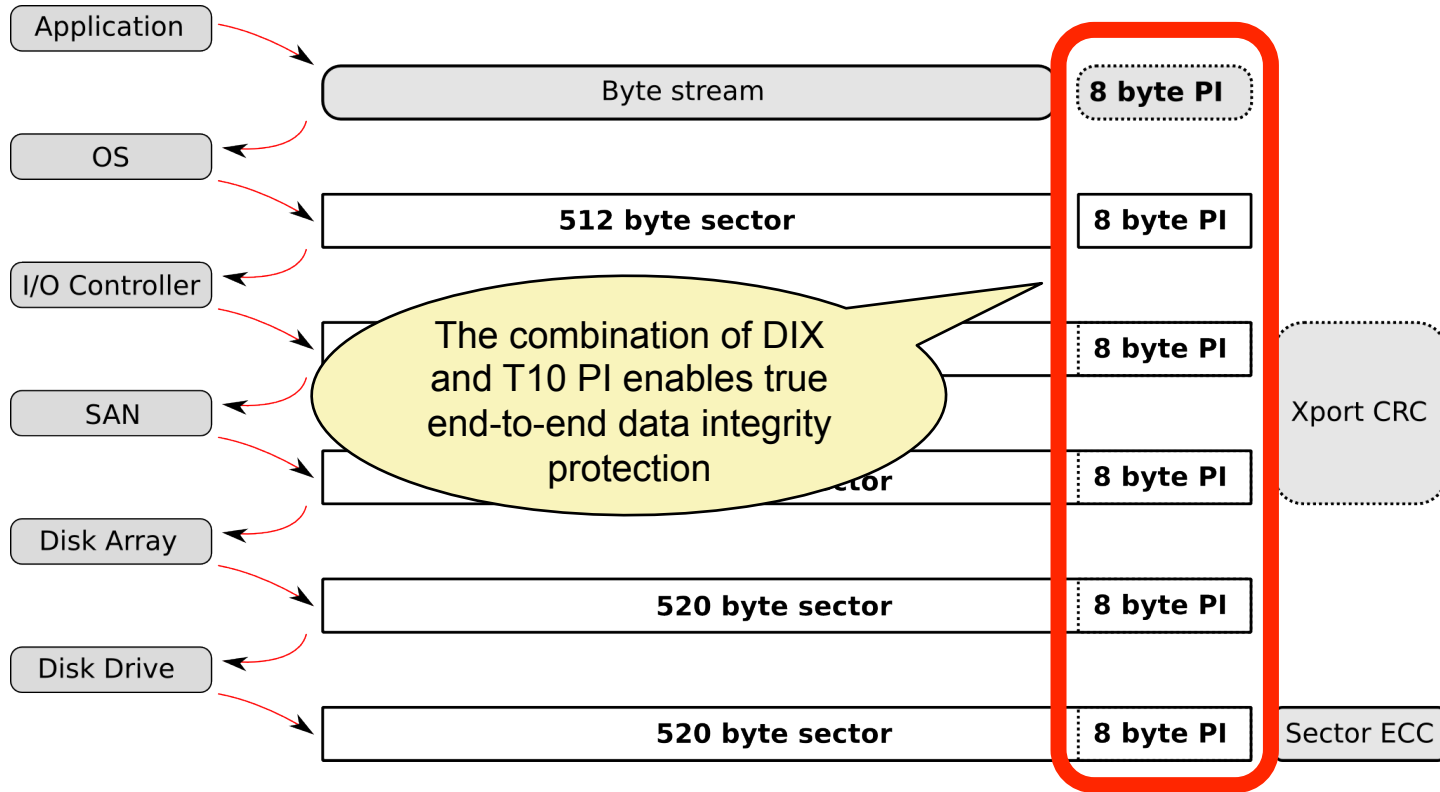 Application
Byte stream
8 byte PI
OS
512 byte sector
8 byte PI
I/O Controller
The combination of DIX
and T10 PI enables true
end-to-end data integrity
protection
8 byte PI
Xport CRC
SAN
8 byte PI
Disk Array
520 byte sector
8 byte PI
Disk Drive
520 byte sector
8 byte PI
Sector ECC